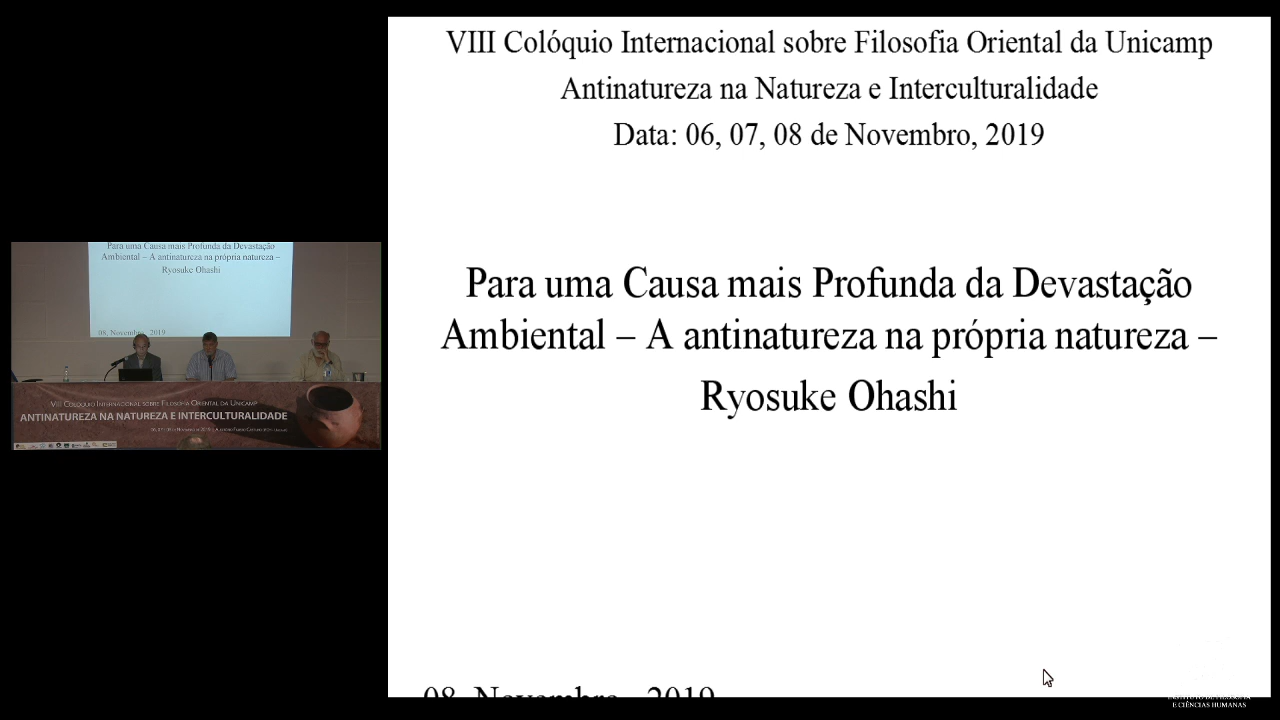 VIII Colóquio Internacional sobre Filosofia Oriental da Unicamp
Antinatureza na Natureza e Interculturalidade
Data: 06, 07, 08 de Novembro, 2019
Para uma Causa mais Profunda da Devastação
Ambiental – A antinatureza na própria natureza –
Ryosuke Ohashi
08, Novembro, 2019
Para uma Causa mais Profunda da Devastação
Ambiental – A antinatureza na própria natureza –
Ryosuke Ohashi
08, Novembro, 2019
VIII Colóquio Internacional sobre Filosofia Oriental da Unicamp
ANTINATUREZA NA NATUREZA E INTERCULTURALIDADE
E CIÊNCIAS HUMANAS